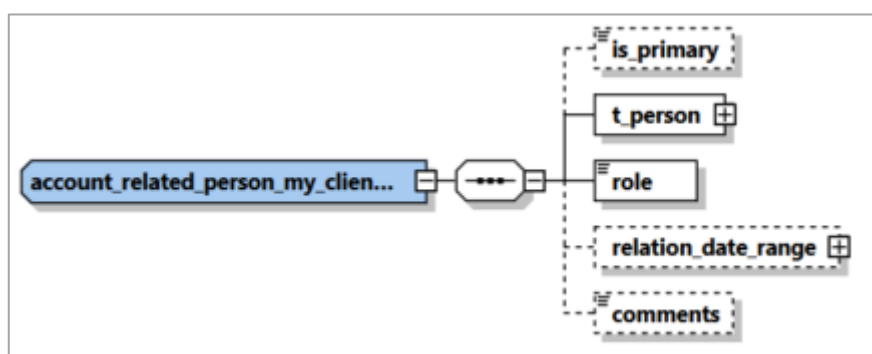 is_primary
t_person
account_related_person_my_clien...
role
relation_date_range
comments